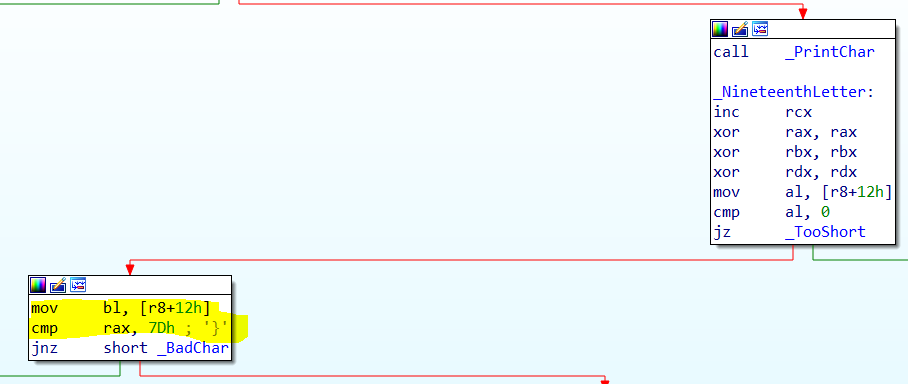 call _PrintChar
_NineteenthLetter:
inc rcx
xor rax, rax
xor rbx, rbx
xor rdx, rdx
mov al, [r8+12h]
cmp al, 0
jz _TooShort
mov bl, [r8+12h]
cmp rax, 7Dh ; '}'
jnz short _BadChar